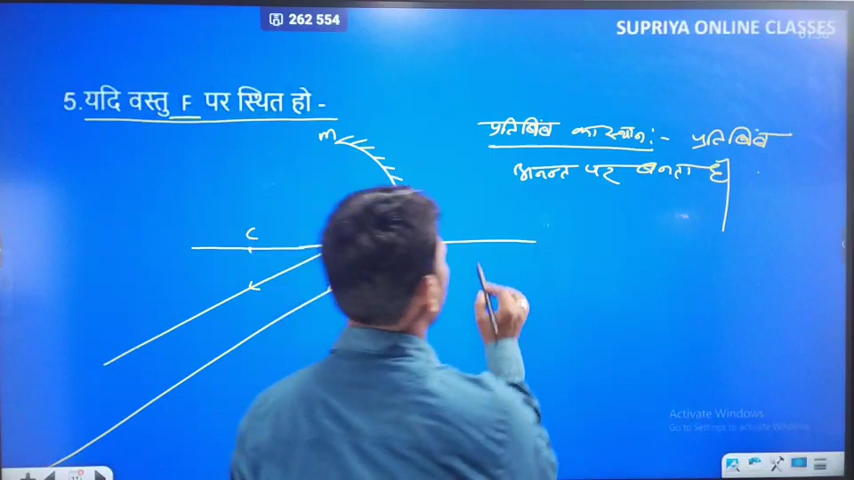 262 554
SUPRIYA ONLINE CLASSES
5.यदि वस्तु F पर स्थित हो -
M
प्रतिबिंब का स्थान:- प्रतिबिंब
अनन्त पर बनता है।
C
Activate Windows
Go to Settings to activate Windows.